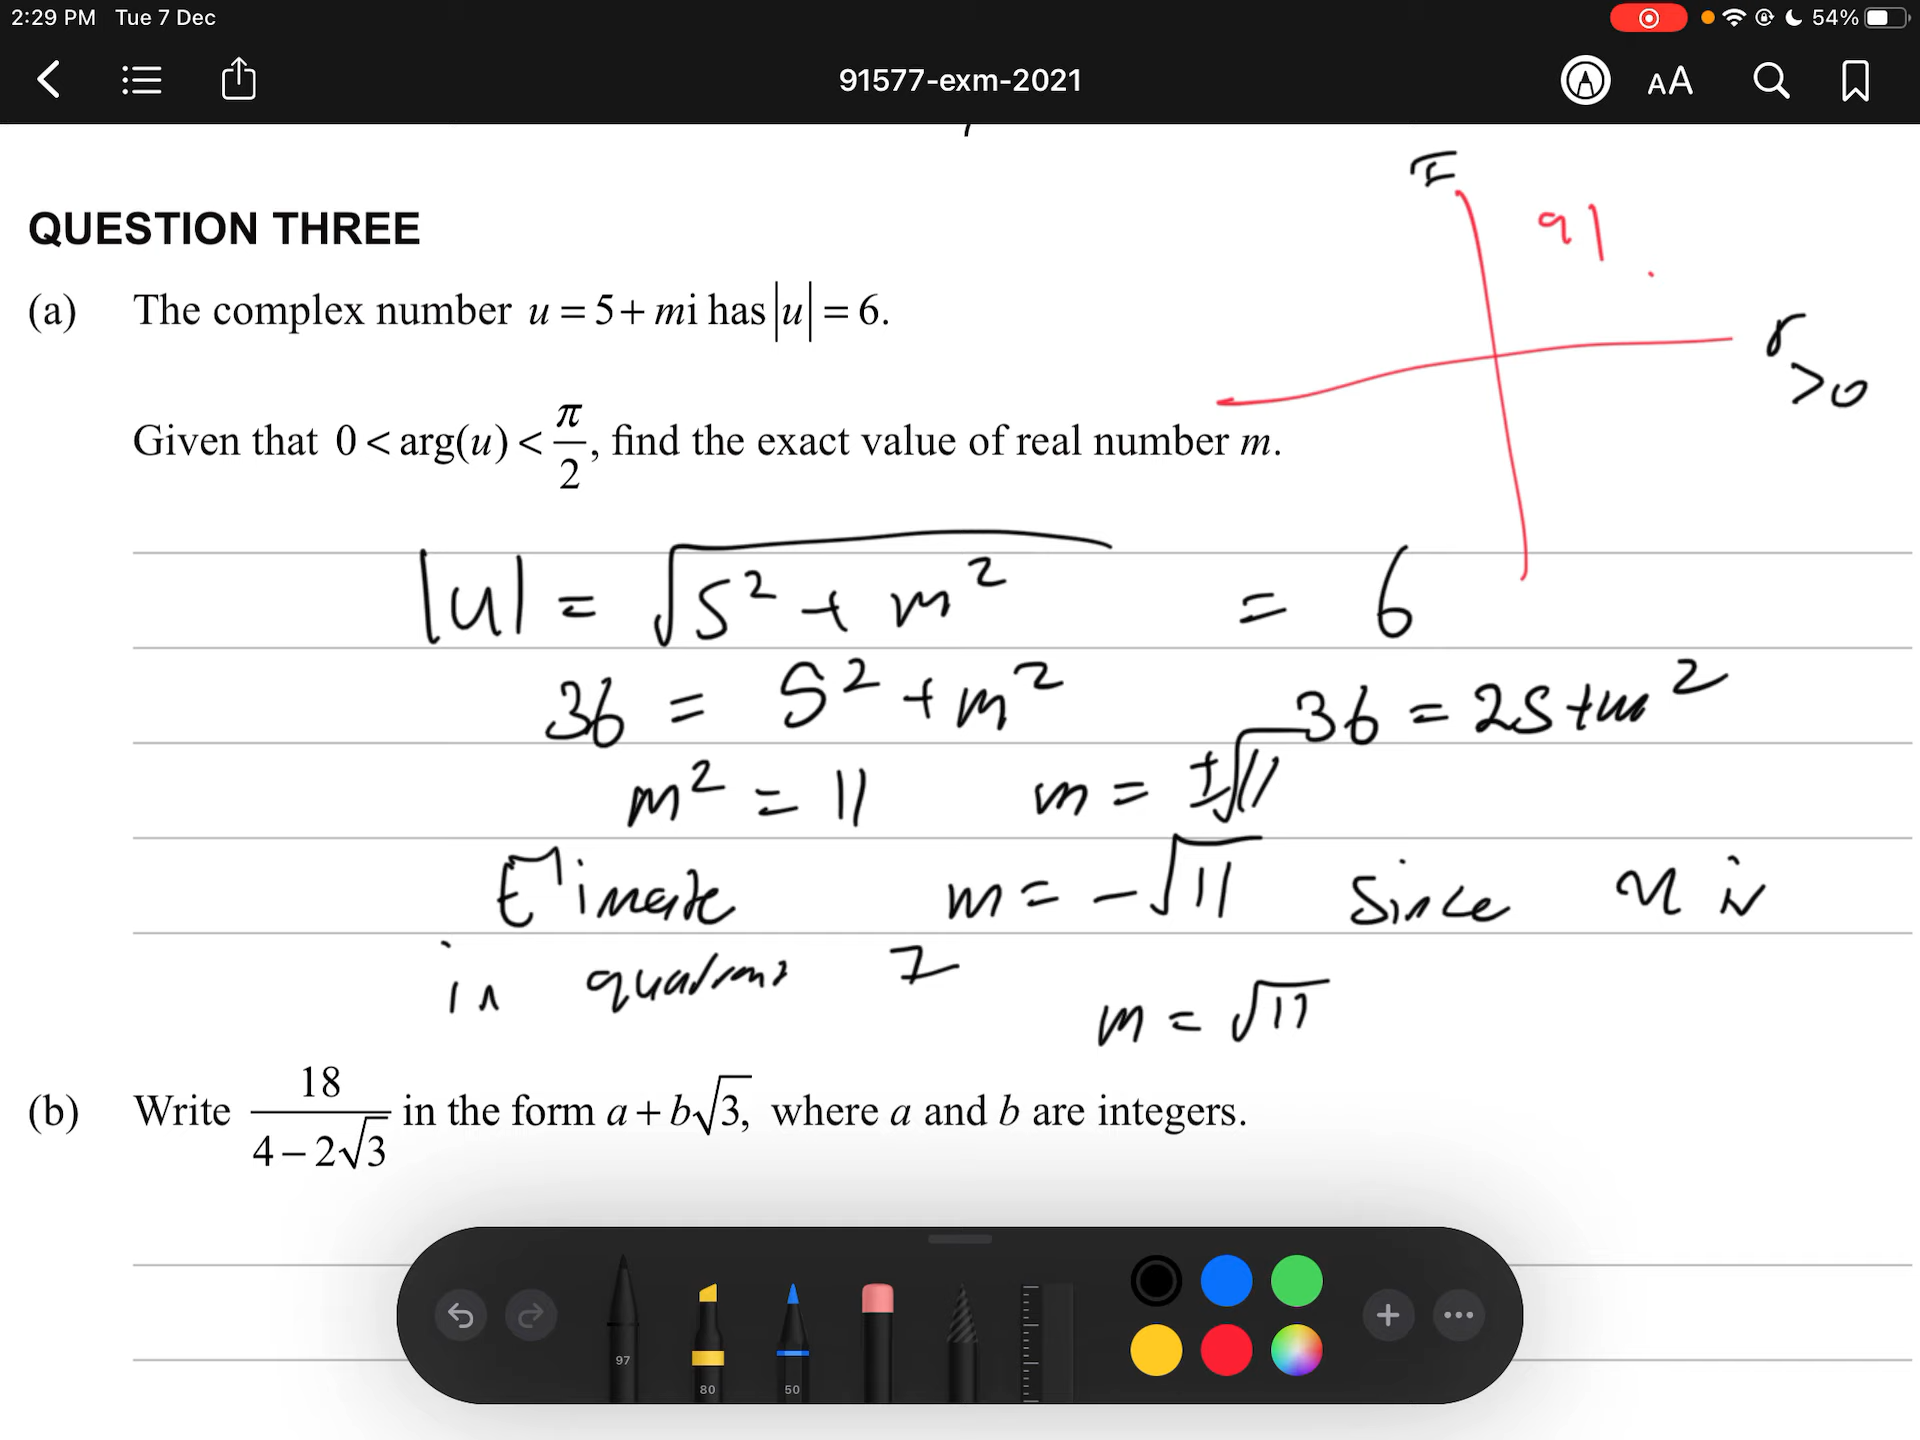 2:29 PM Tue 7 Dec
54%
91577-exm-2021
AA
I
q1
r
>0
QUESTION THREE
(a) The complex number u = 5 + mi has |u| = 6.
Given that 0 < arg(u) < π/2, find the exact value of real number m.
|u| = √5² + m² = 6
36 = 5² + m² 36 = 25 + m²
m² = 11 m = ±√11
Eliminate m = -√11 since u is
in quadrant I
m = √11
(b) Write 18/(4 – 2√3) in the form a + b√3, where a and b are integers.
97
80
50